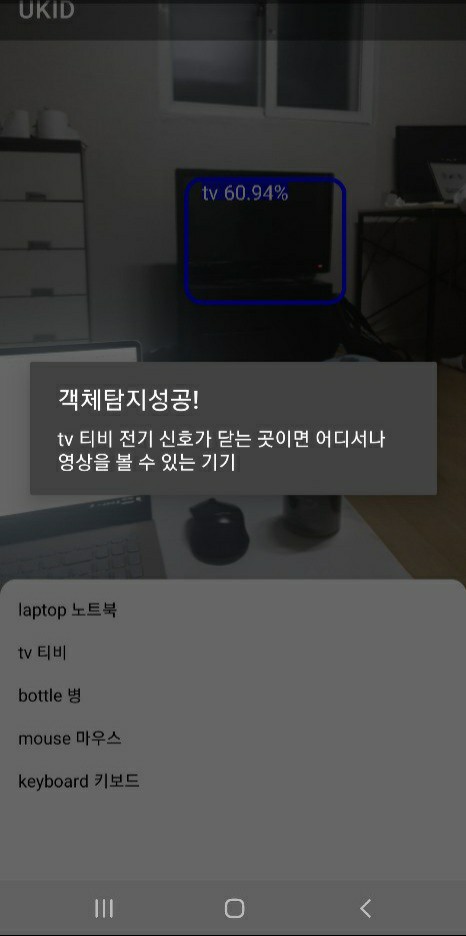 UKID
tv 60.94%
객체탐지성공!
tv 티비 전기 신호가 닫는 곳이면 어디서나
영상을 볼 수 있는 기기
laptop 노트북
tv 티비
bottle 병
mouse 마우스
keyboard 키보드